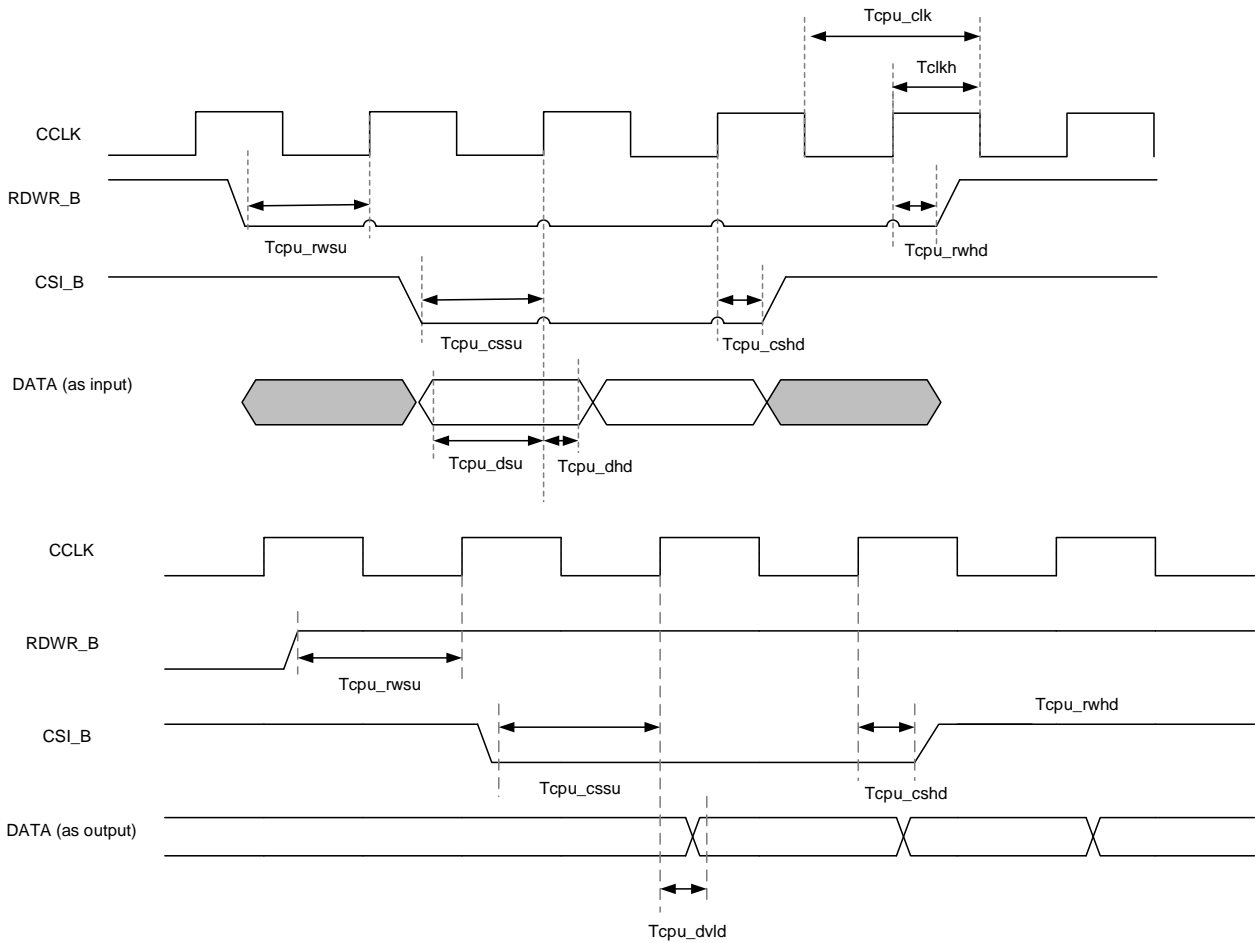 Tcpu_clk
Tclkh
CCLK
RDWR_B
Tcpu_rwsu
Tcpu_rwhd
CSI_B
Tcpu_cssu
Tcpu_cshd
DATA (as input)
Tcpu_dsu
Tcpu_dhd
CCLK
RDWR_B
Tcpu_rwsu
Tcpu_rwhd
CSI_B
Tcpu_cssu
Tcpu_cshd
DATA (as output)
Tcpu_dvld